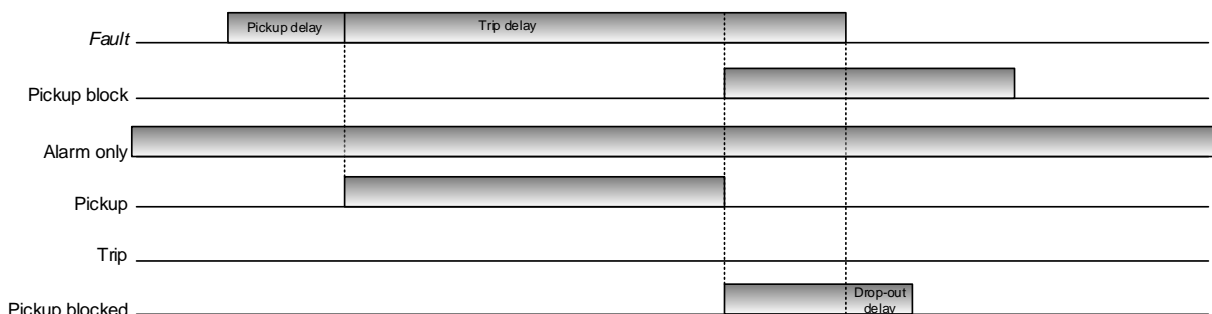 Pickup delay Trip delay
Fault
Pickup block
Alarm only
Pickup
Trip
Drop-out
delay
Pickup blocked